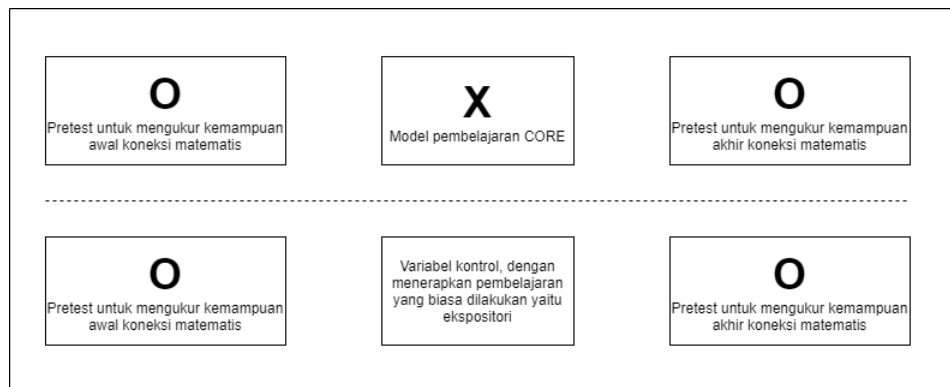 O
Pretest untuk mengukur kemampuan
awal koneksi matematis
X
Model pembelajaran CORE
O
Pretest untuk mengukur kemampuan
akhir koneksi matematis
O
Pretest untuk mengukur kemampuan
awal koneksi matematis
Variabel kontrol, dengan
menerapkan pembelajaran
yang biasa dilakukan yaitu
ekspositori
O
Pretest untuk mengukur kemampuan
akhir koneksi matematis